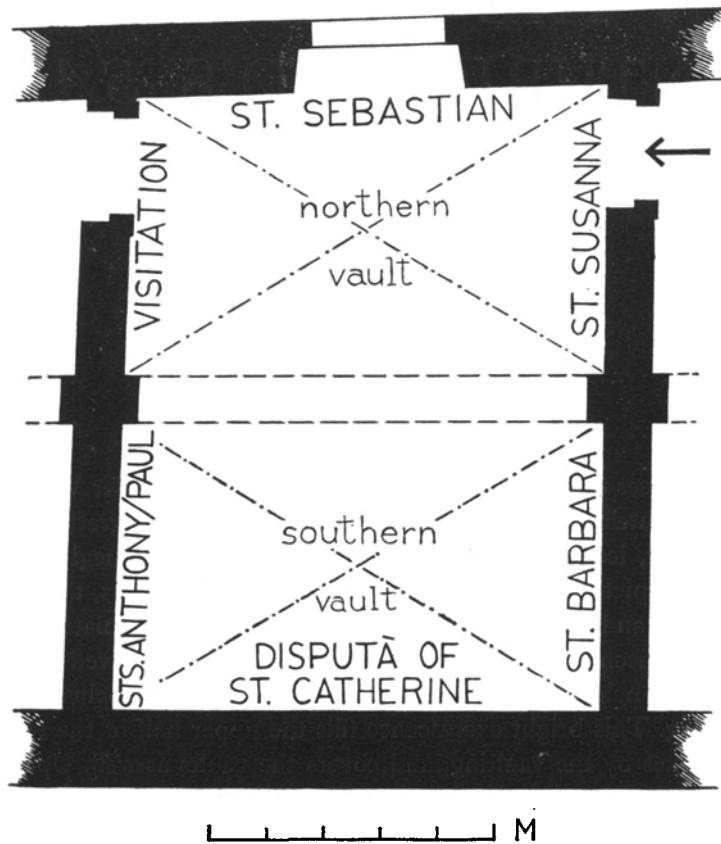 ST. SEBASTIAN
VISITATION
northern
vault
ST. SUSANNA
STS. ANTHONY/PAUL
southern
vault
ST. BARBARA
DISPUTÀ OF
ST. CATHERINE
M